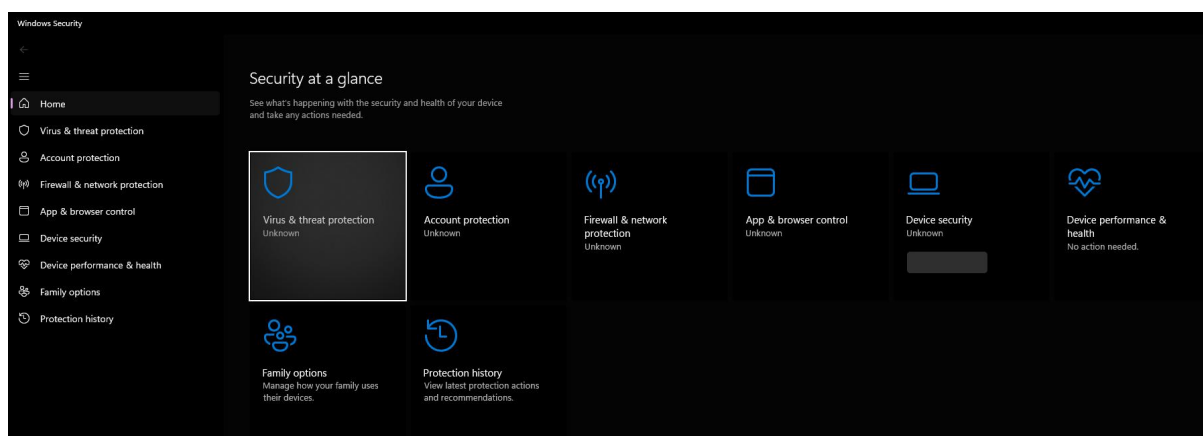 Windows Security
Home
Virus & threat protection
Account protection
Firewall & network protection
App & browser control
Device security
Device performance & health
Family options
Protection history
Security at a glance
See what's happening with the security and health of your device
and take any actions needed.
Virus & threat protection
Unknown
Account protection
Unknown
Firewall & network
protection
Unknown
App & browser control
Unknown
Device security
Unknown
Device performance &
health
No action needed.
Family options
Manage how your family uses
their devices.
Protection history
View latest protection actions
and recommendations.